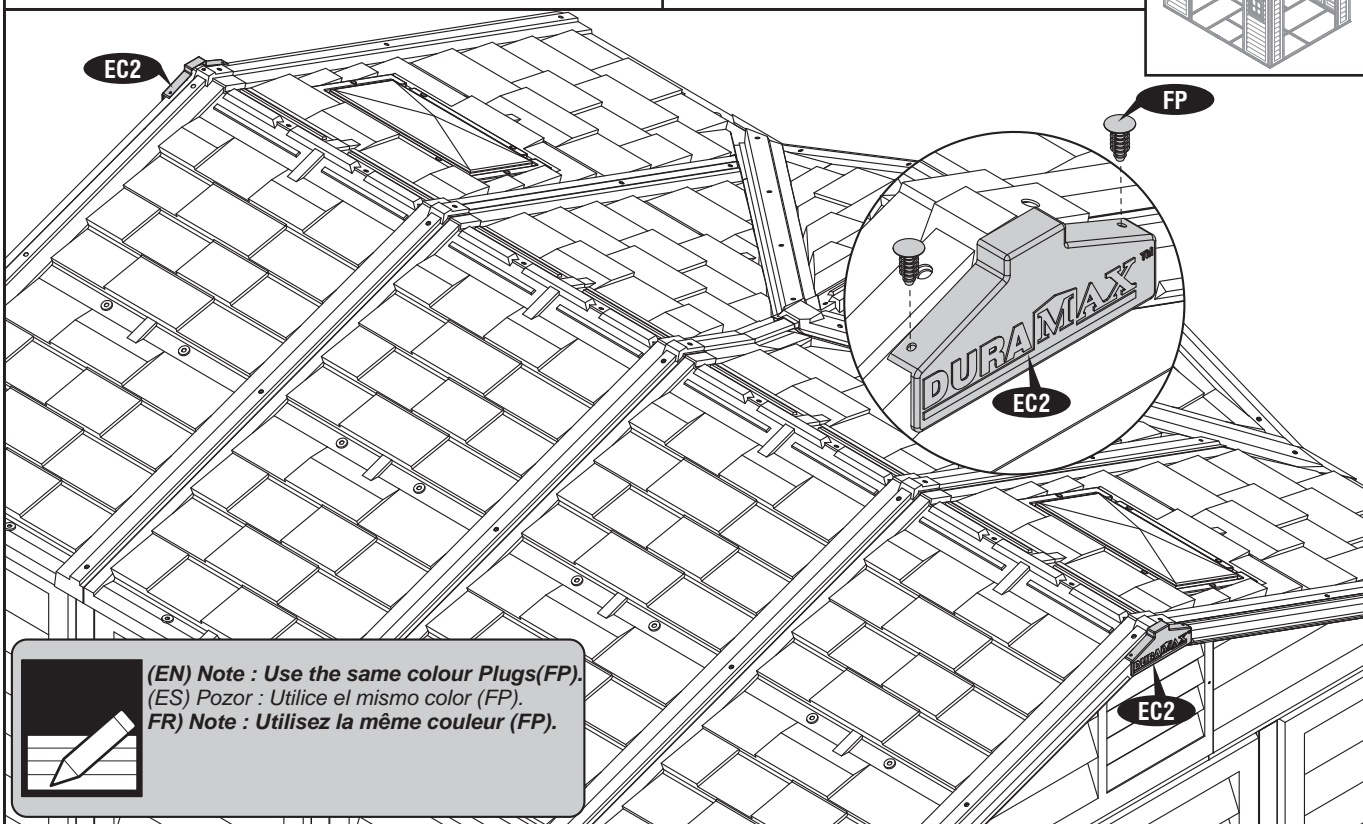 EC2
FP
DURAMAX™
EC2
DURAMAX
EC2
(EN) Note : Use the same colour Plugs(FP).
(ES) Pozor : Utilice el mismo color (FP).
FR) Note : Utilisez la même couleur (FP).